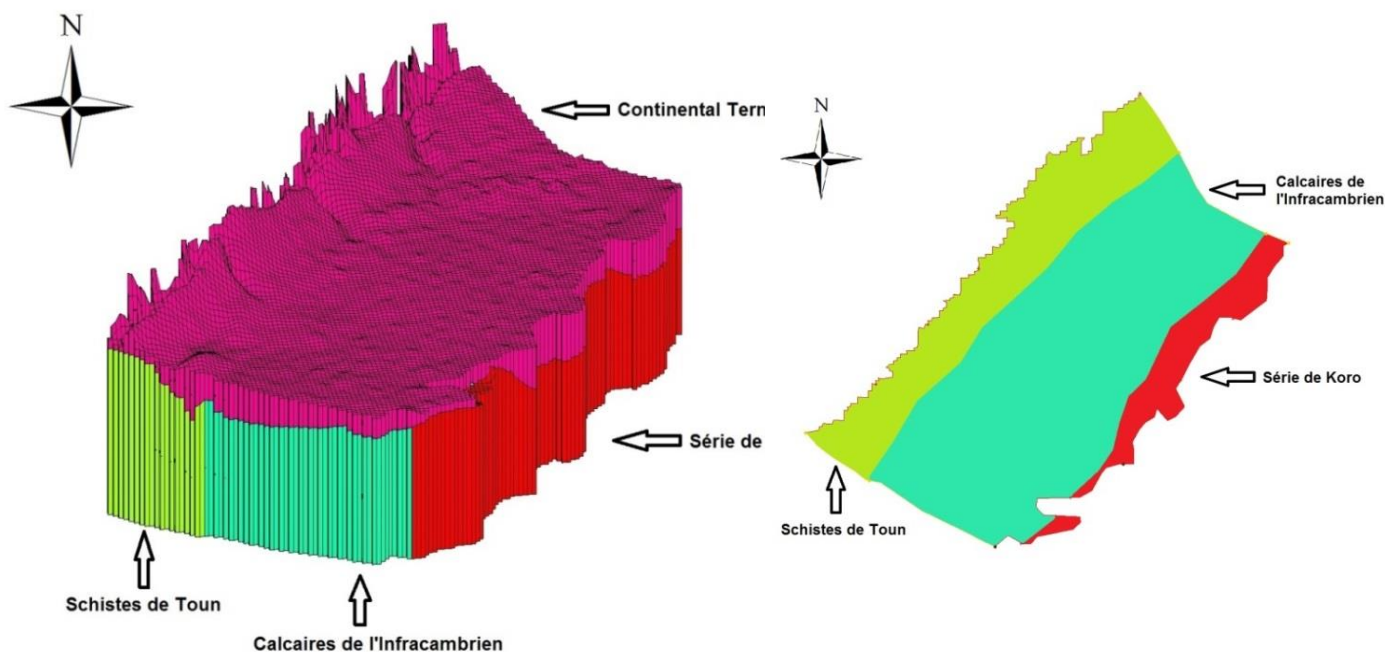 N
Continental Tern
Série de
Schistes de Toun
Calcaires de l'Infracambrien
N
Calcaires de
l'Infracambrien
Série de Koro
Schistes de Toun